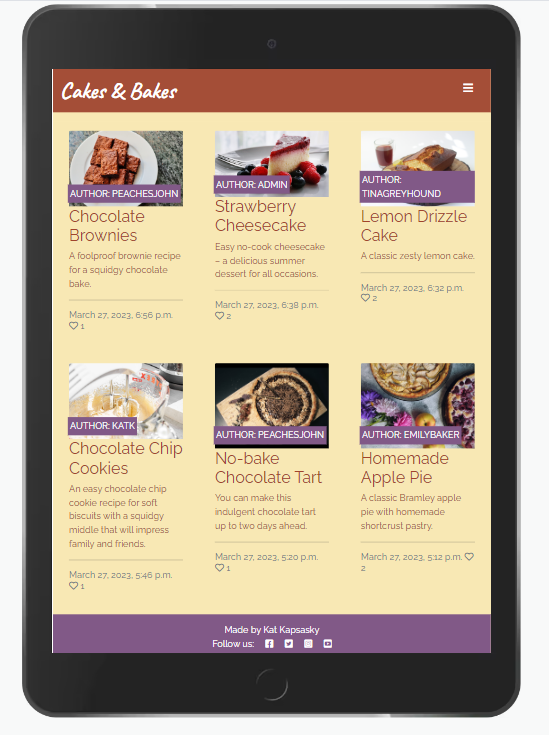 Cakes & Bakes
AUTHOR: PEACHESJOHN
Chocolate
Brownies
A foolproof brownie recipe
for a squidgy chocolate
bake.
March 27, 2023, 6:56 p.m.
1
AUTHOR: ADMIN
Strawberry
Cheesecake
Easy no-cook cheesecake
– a delicious summer
dessert for all occasions.
March 27, 2023, 6:38 p.m.
2
AUTHOR:
TINAGREYHOUND
Lemon Drizzle
Cake
A classic zesty lemon cake.
March 27, 2023, 6:32 p.m.
2
AUTHOR: KATK
Chocolate Chip
Cookies
An easy chocolate chip
cookie recipe for soft
biscuits with a squidgy
middle that will impress
family and friends.
March 27, 2023, 5:46 p.m.
1
AUTHOR: PEACHESJOHN
No-bake
Chocolate Tart
You can make this
indulgent chocolate tart
up to two days ahead.
March 27, 2023, 5:20 p.m.
1
AUTHOR: EMILYBAKER
Homemade
Apple Pie
A classic Bramley apple
pie with homemade
shortcrust pastry.
March 27, 2023, 5:12 p.m.
2
Made by Kat Kapsasky
Follow us: